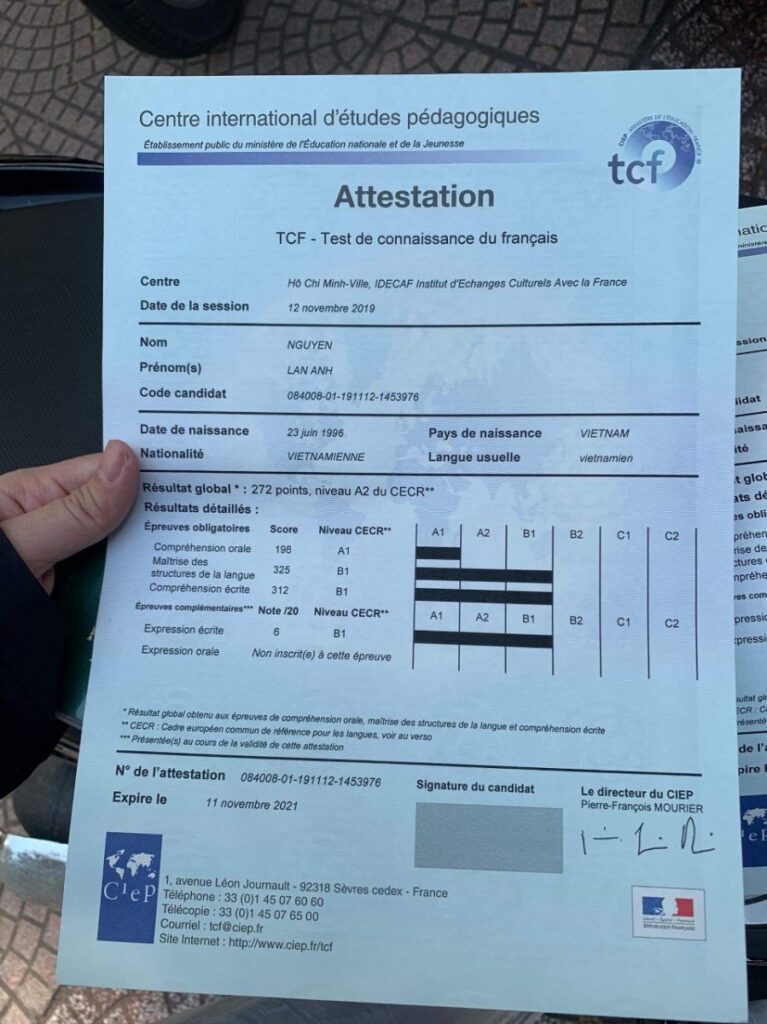 Centre international d'études pédagogiques
Établissement public du ministère de l'Éducation nationale et de la Jeunesse
CIEP - MINISTÈRE DE L'ÉDUCATION
tcf
Attestation
TCF - Test de connaissance du français
Centre Hô Chi Minh-Ville, IDECAF Institut d'Echanges Culturels Avec la France
Date de la session 12 novembre 2019
Nom NGUYEN
Prénom(s) LAN ANH
Code candidat 084008-01-191112-1453976
Date de naissance 23 juin 1996 Pays de naissance VIETNAM
Nationalité VIETNAMIENNE Langue usuelle vietnamien
Résultat global * : 272 points, niveau A2 du CECR**
Résultats détaillés :
Épreuves obligatoires Score Niveau CECR** A1 A2 B1 B2 C1 C2
Compréhension orale 198 A1
Maîtrise des
structures de la langue 325 B1
Compréhension écrite 312 B1
Épreuves complémentaires*** Note /20 Niveau CECR** A1 A2 B1 B2 C1 C2
Expression écrite 6 B1
Expression orale Non inscrit(e) à cette épreuve
* Résultat global obtenu aux épreuves de compréhension orale, maîtrise des structures de la langue et compréhension écrite
** CECR : Cadre européen commun de référence pour les langues, voir au verso
*** Présentée(s) au cours de la validité de cette attestation
N° de l'attestation 084008-01-191112-1453976
Expire le 11 novembre 2021
Signature du candidat
Le directeur du CIEP
Pierre-François MOURIER
CIEP
1, avenue Léon Journault - 92318 Sèvres cedex - France
Téléphone : 33 (0)1 45 07 60 60
Télécopie : 33 (0)1 45 07 65 00
Courriel : tcf@ciep.fr
Site Internet : http://www.ciep.fr/tcf
Liberté • Égalité • Fraternité
RÉPUBLIQUE FRANÇAISE